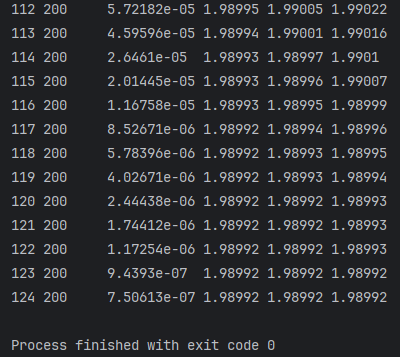 112 200     5.72182e-05 1.98995 1.99005 1.99022
113 200     4.59596e-05 1.98994 1.99001 1.99016
114 200     2.6461e-05  1.98993 1.98997 1.9901
115 200     2.01445e-05 1.98993 1.98996 1.99007
116 200     1.16758e-05 1.98993 1.98995 1.98999
117 200     8.52671e-06 1.98992 1.98994 1.98996
118 200     5.78396e-06 1.98992 1.98993 1.98995
119 200     4.02671e-06 1.98992 1.98993 1.98994
120 200     2.44438e-06 1.98992 1.98992 1.98993
121 200     1.74412e-06 1.98992 1.98992 1.98993
122 200     1.17254e-06 1.98992 1.98992 1.98993
123 200     9.4393e-07  1.98992 1.98992 1.98992
124 200     7.50613e-07 1.98992 1.98992 1.98992
Process finished with exit code 0